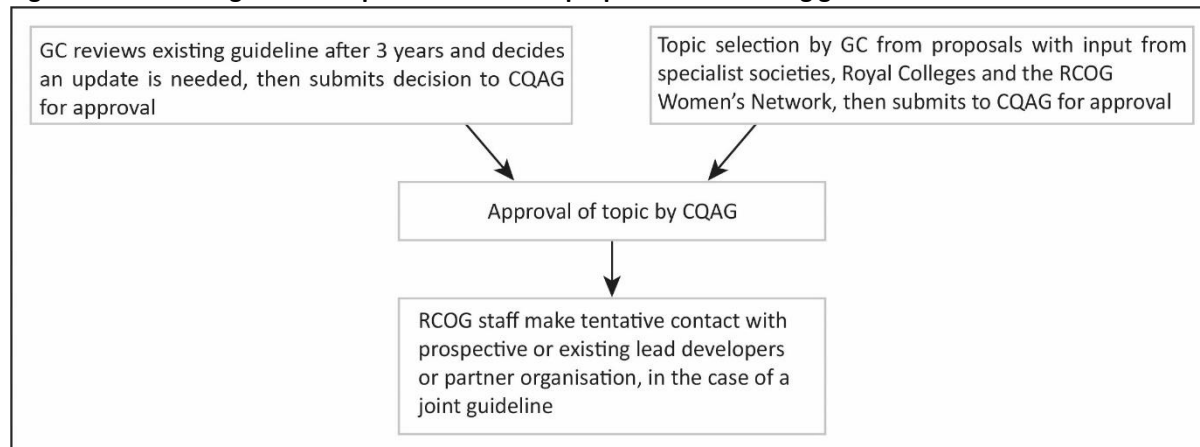 GC reviews existing guideline after 3 years and decides
an update is needed, then submits decision to CQAG
for approval
Topic selection by GC from proposals with input from
specialist societies, Royal Colleges and the RCOG
Women’s Network, then submits to CQAG for approval
Approval of topic by CQAG
RCOG staff make tentative contact with
prospective or existing lead developers
or partner organisation, in the case of a
joint guideline